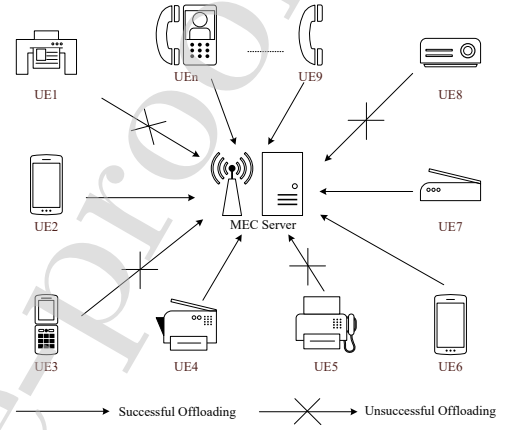 UE1
UEn
UE9
UE8
UE2
MEC Server
UE7
UE3
UE4
UE5
UE6
Successful Offloading
Unsuccessful Offloading